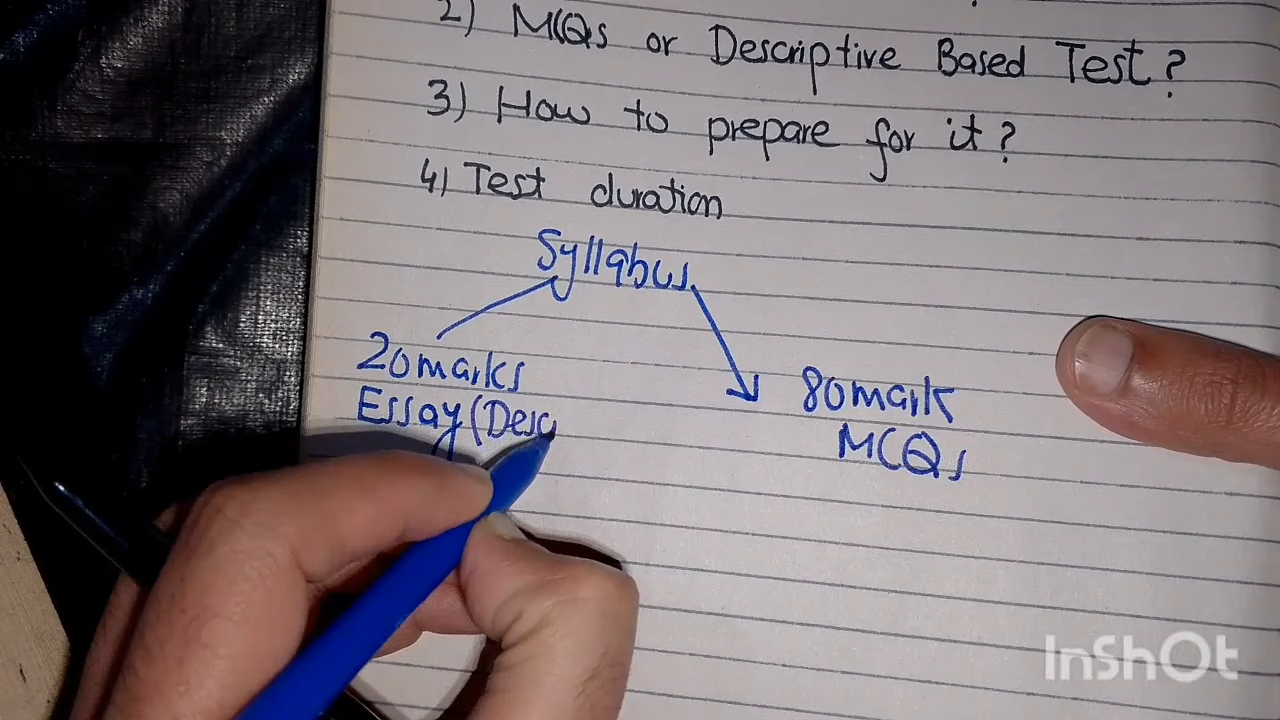 2) MCQs or Descriptive Based Test?
3) How to prepare for it?
4) Test duration
Syllabus
20marks
Essay (Desc
80mark
MCQs
InShOt